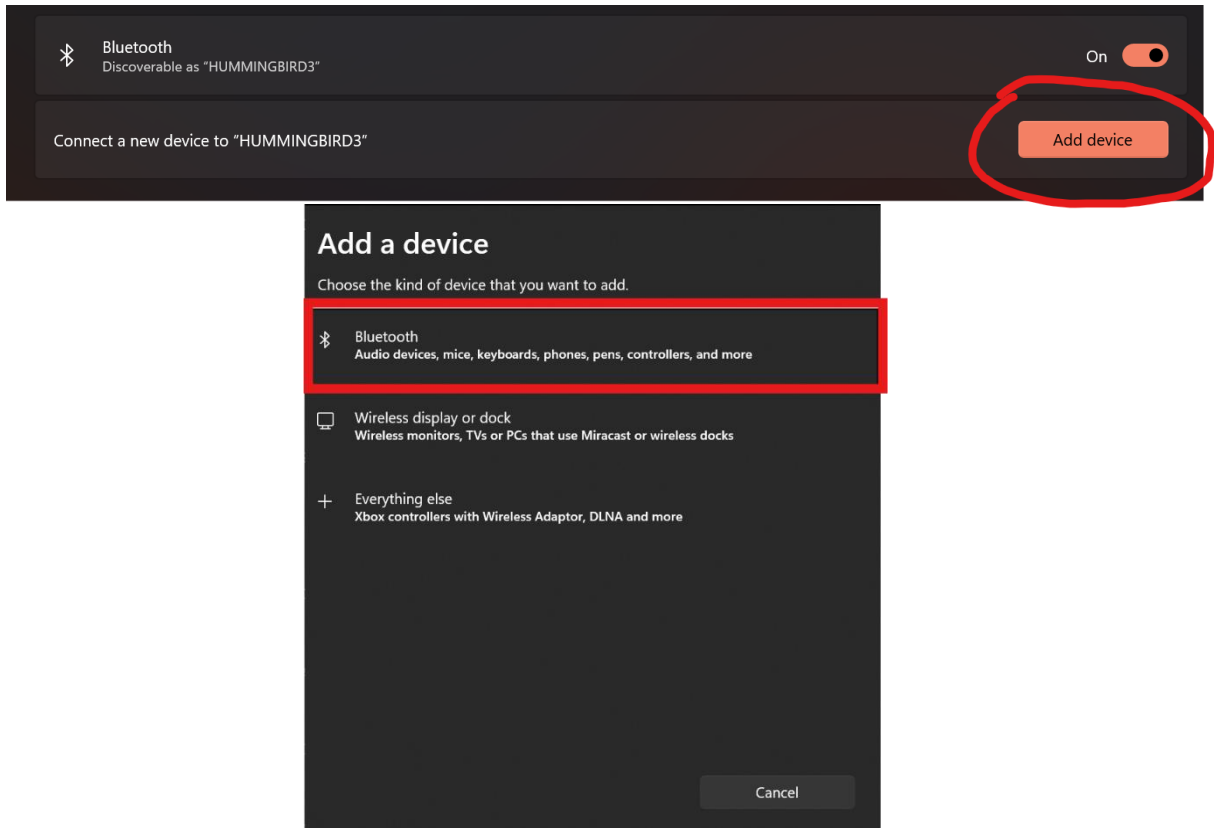 Bluetooth
Discoverable as “HUMMINGBIRD3”
On
Connect a new device to “HUMMINGBIRD3”
Add device
Add a device
Choose the kind of device that you want to add.
Bluetooth
Audio devices, mice, keyboards, phones, pens, controllers, and more
Wireless display or dock
Wireless monitors, TVs or PCs that use Miracast or wireless docks
Everything else
Xbox controllers with Wireless Adaptor, DLNA and more
Cancel